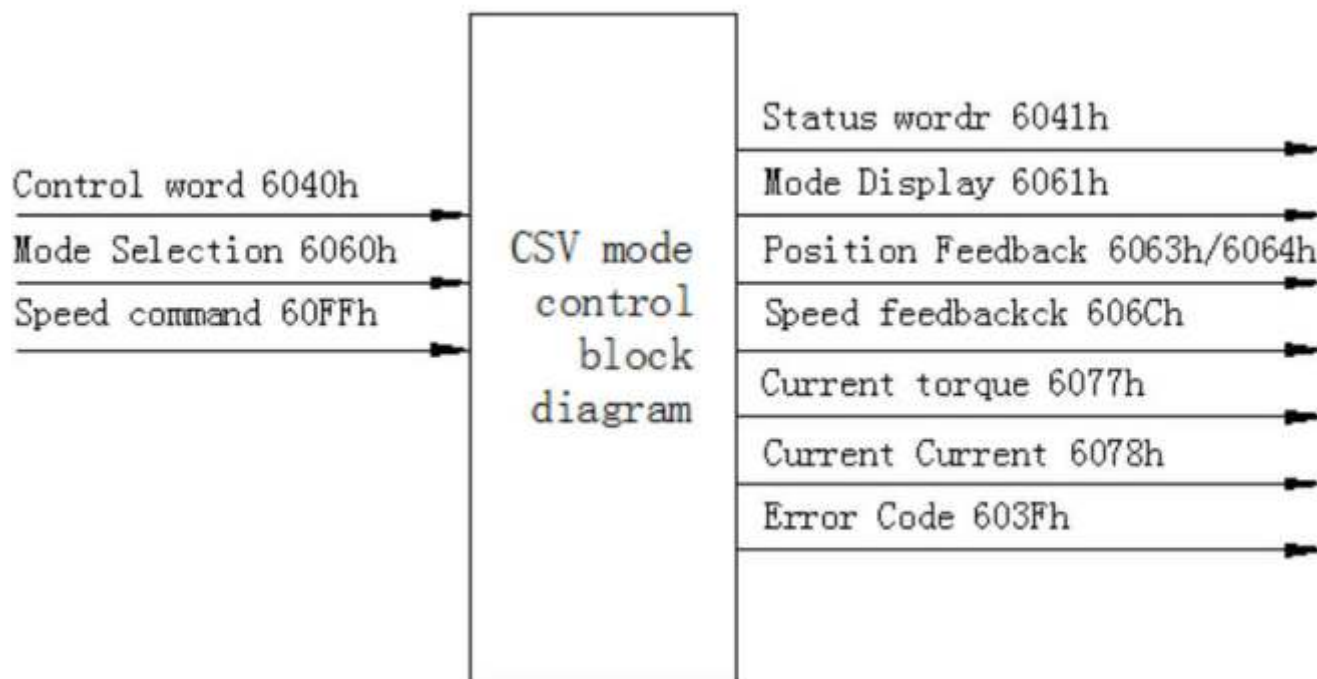 Control word 6040h
Mode Selection 6060h
Speed command 60FFh
CSV mode
control
block
diagram
Status wordr 6041h
Mode Display 6061h
Position Feedback 6063h/6064h
Speed feedbackck 606Ch
Current torque 6077h
Current Current 6078h
Error Code 603Fh